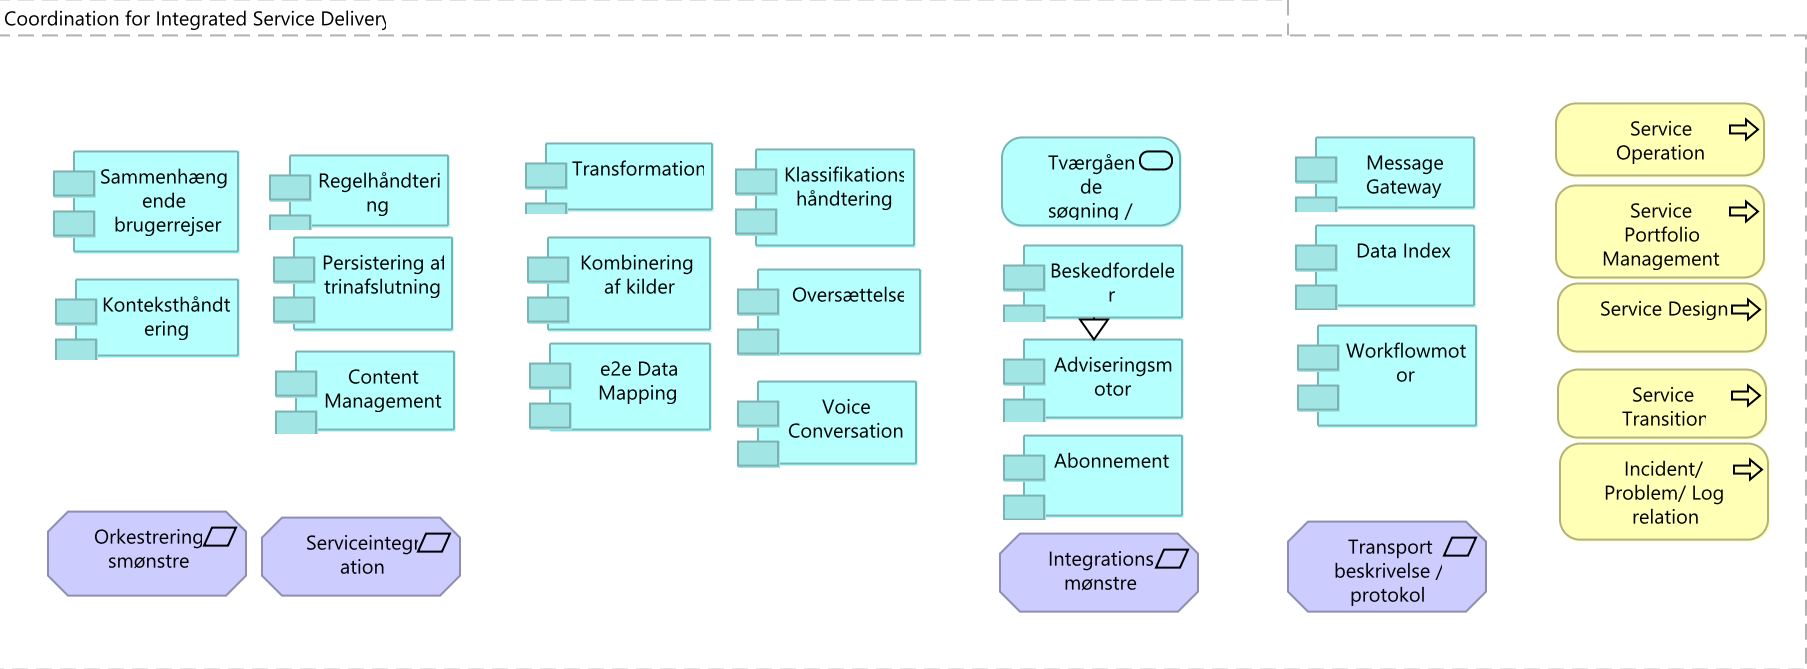 Coordination for Integrated Service Delivery
Sammenhæng
ende
brugerrejser
Konteksthåndt
ering
Regelhåndteri
ng
Persistering af
trinafslutning
Content
Management
Transformation
Kombinering
af kilder
e2e Data
Mapping
Klassifikations
håndtering
Oversættelse
Voice
Conversation
Tværgåen
de
søgning /
Beskedfordele
r
Adviseringsm
otor
Abonnement
Message
Gateway
Data Index
Workflowmot
or
Service
Operation
Service
Portfolio
Management
Service Design
Service
Transition
Incident/
Problem/ Log
relation
Orkestrering
smønstre
Serviceintegr
ation
Integrations
mønstre
Transport
beskrivelse /
protokol